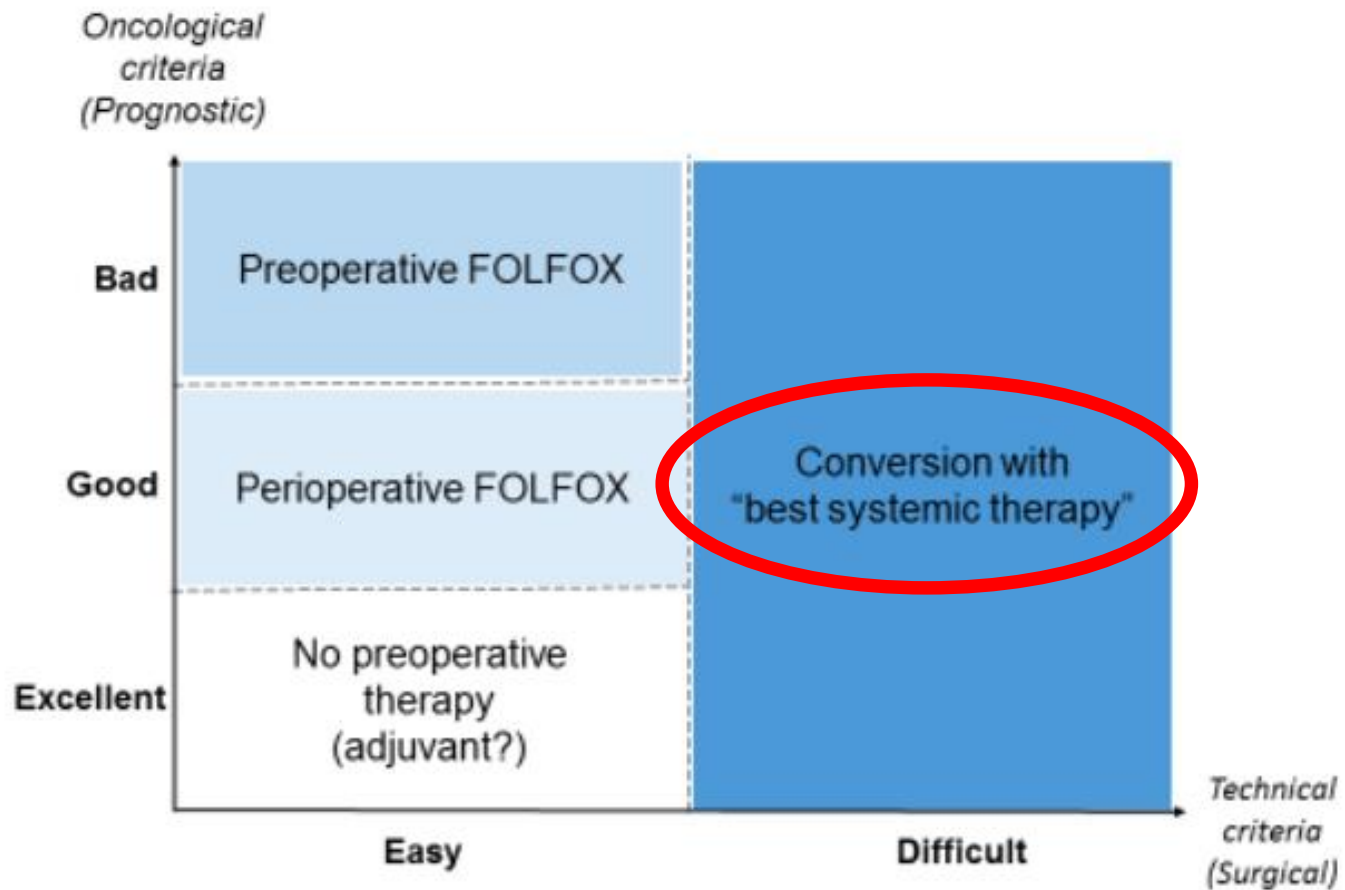 Oncological
criteria
(Prognostic)
Bad
Preoperative FOLFOX
Good
Perioperative FOLFOX
Conversion with
“best systemic therapy”
Excellent
No preoperative
therapy
(adjuvant?)
Easy
Difficult
Technical
criteria
(Surgical)